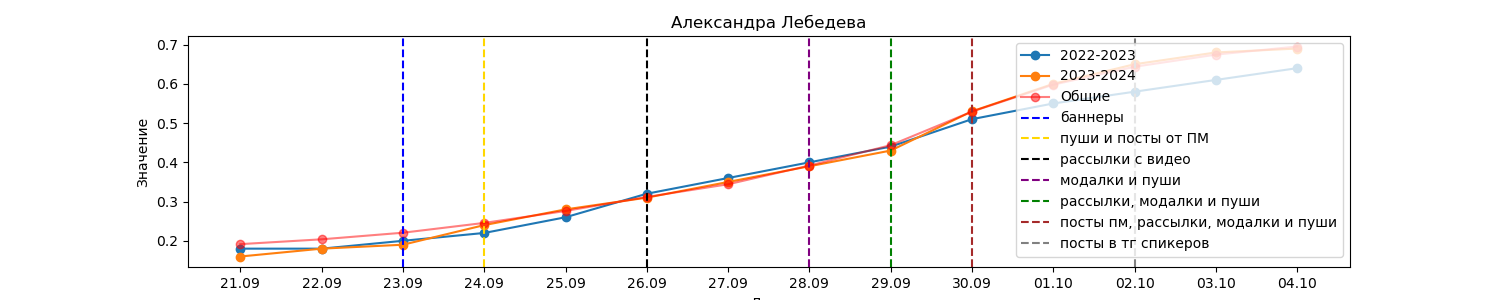 Александра Лебедева
Значение
0.7
0.6
0.5
0.4
0.3
0.2
2022-2023
2023-2024
Общие
баннеры
пуши и посты от ПМ
рассылки с видео
модалки и пуши
рассылки, модалки и пуши
посты пм, рассылки, модалки и пуши
посты в тг спикеров
21.09 22.09 23.09 24.09 25.09 26.09 27.09 28.09 29.09 30.09 01.10 02.10 03.10 04.10